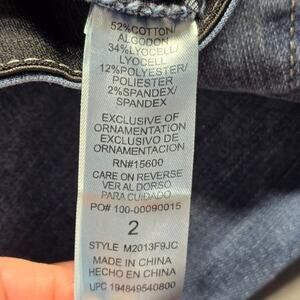 52%COTTON/
ALGODON
34%LYOCELL/
LYOCELL
12%POLYESTER/
POLIESTER
2%SPANDEX/
SPANDEX
EXCLUSIVE OF
ORNAMENTATION
EXCLUSIVO DE
ORNAMENTACION
RN#15600
CARE ON REVERSE
VER AL DORSO
PARA CUIDADO
PO# 100-00090015
2
STYLE M2013F9JC
MADE IN CHINA
HECHO EN CHINA
UPC 194849540800